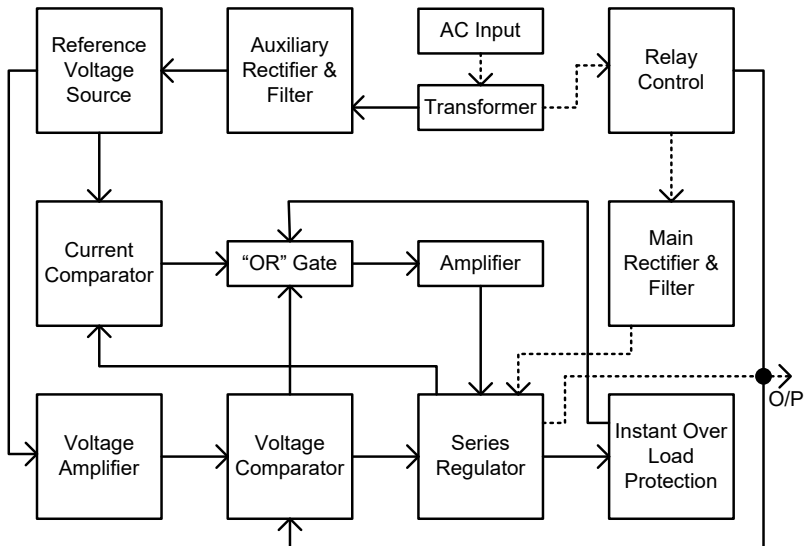 Reference
Voltage
Source
Auxiliary
Rectifier &
Filter
AC Input
Transformer
Relay
Control
Current
Comparator
“OR” Gate
Amplifier
Main
Rectifier &
Filter
O/P
Voltage
Amplifier
Voltage
Comparator
Series
Regulator
Instant Over
Load
Protection